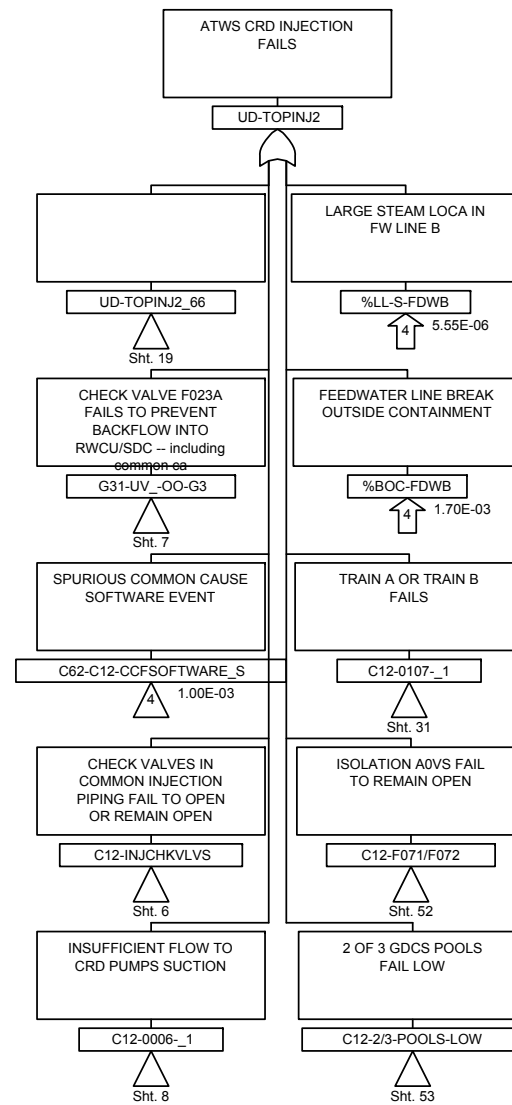 ATWS CRD INJECTION
FAILS
UD-TOPINJ2
UD-TOPINJ2_66
Sht. 19
LARGE STEAM LOCA IN
FW LINE B
%LL-S-FDWB
4
5.55E-06
CHECK VALVE F023A
FAILS TO PREVENT
BACKFLOW INTO
RWCU/SDC -- including
common ca
G31-UV_-OO-G3
Sht. 7
FEEDWATER LINE BREAK
OUTSIDE CONTAINMENT
%BOC-FDWB
4
1.70E-03
SPURIOUS COMMON CAUSE
SOFTWARE EVENT
C62-C12-CCFSOFTWARE_S
4
1.00E-03
TRAIN A OR TRAIN B
FAILS
C12-0107-_1
Sht. 31
CHECK VALVES IN
COMMON INJECTION
PIPING FAIL TO OPEN
OR REMAIN OPEN
C12-INJCHKVLVS
Sht. 6
ISOLATION A0VS FAIL
TO REMAIN OPEN
C12-F071/F072
Sht. 52
INSUFFICIENT FLOW TO
CRD PUMPS SUCTION
C12-0006-_1
Sht. 8
2 OF 3 GDCS POOLS
FAIL LOW
C12-2/3-POOLS-LOW
Sht. 53